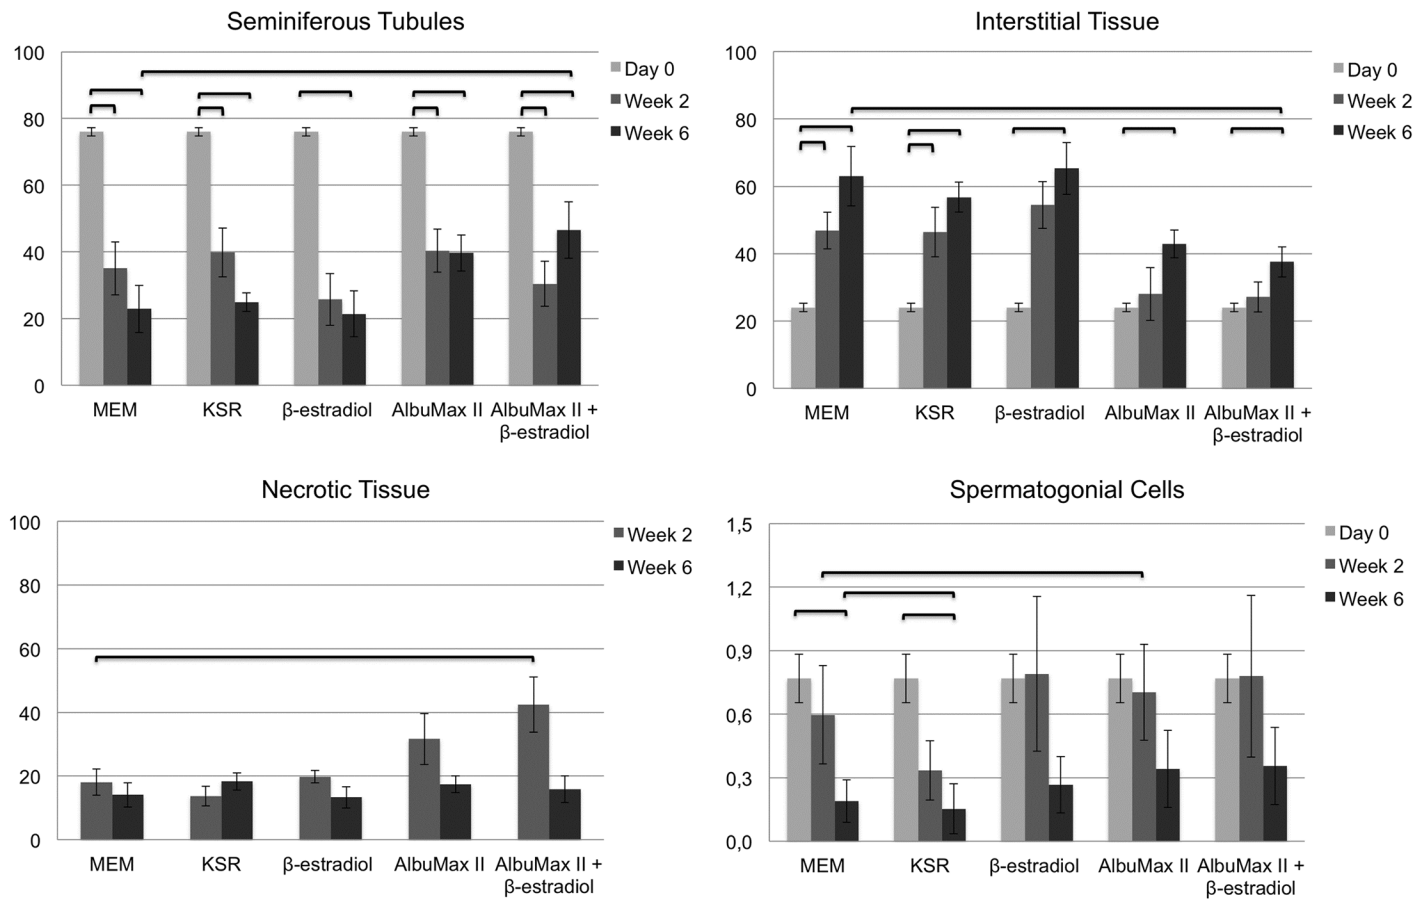 Seminiferous Tubules
100
80
60
40
20
0
Day 0
Week 2
Week 6
MEM
KSR
β-estradiol
AlbuMax II
AlbuMax II +
β-estradiol
Interstitial Tissue
100
80
60
40
20
0
Day 0
Week 2
Week 6
MEM
KSR
β-estradiol
AlbuMax II
AlbuMax II +
β-estradiol
Necrotic Tissue
100
80
60
40
20
0
Week 2
Week 6
MEM
KSR
β-estradiol
AlbuMax II
AlbuMax II +
β-estradiol
Spermatogonial Cells
1,5
1,2
0,9
0,6
0,3
0,0
Day 0
Week 2
Week 6
MEM
KSR
β-estradiol
AlbuMax II
AlbuMax II +
β-estradiol